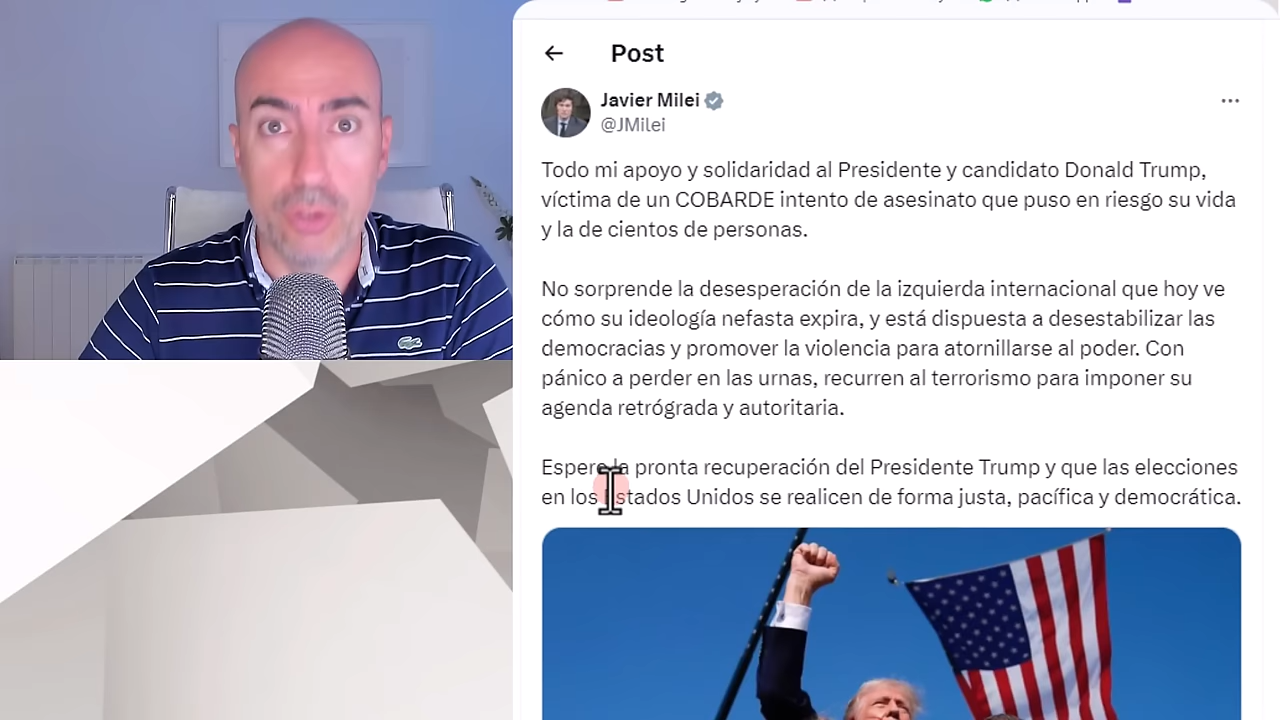 Post
Javier Milei
@JMilei
Todo mi apoyo y solidaridad al Presidente y candidato Donald Trump,
víctima de un COBARDE intento de asesinato que puso en riesgo su vida
y la de cientos de personas.
No sorprende la desesperación de la izquierda internacional que hoy ve
cómo su ideología nefasta expira, y está dispuesta a desestabilizar las
democracias y promover la violencia para atornillarse al poder. Con
pánico a perder en las urnas, recurren al terrorismo para imponer su
agenda retrógrada y autoritaria.
Espero la pronta recuperación del Presidente Trump y que las elecciones
en los Estados Unidos se realicen de forma justa, pacífica y democrática.